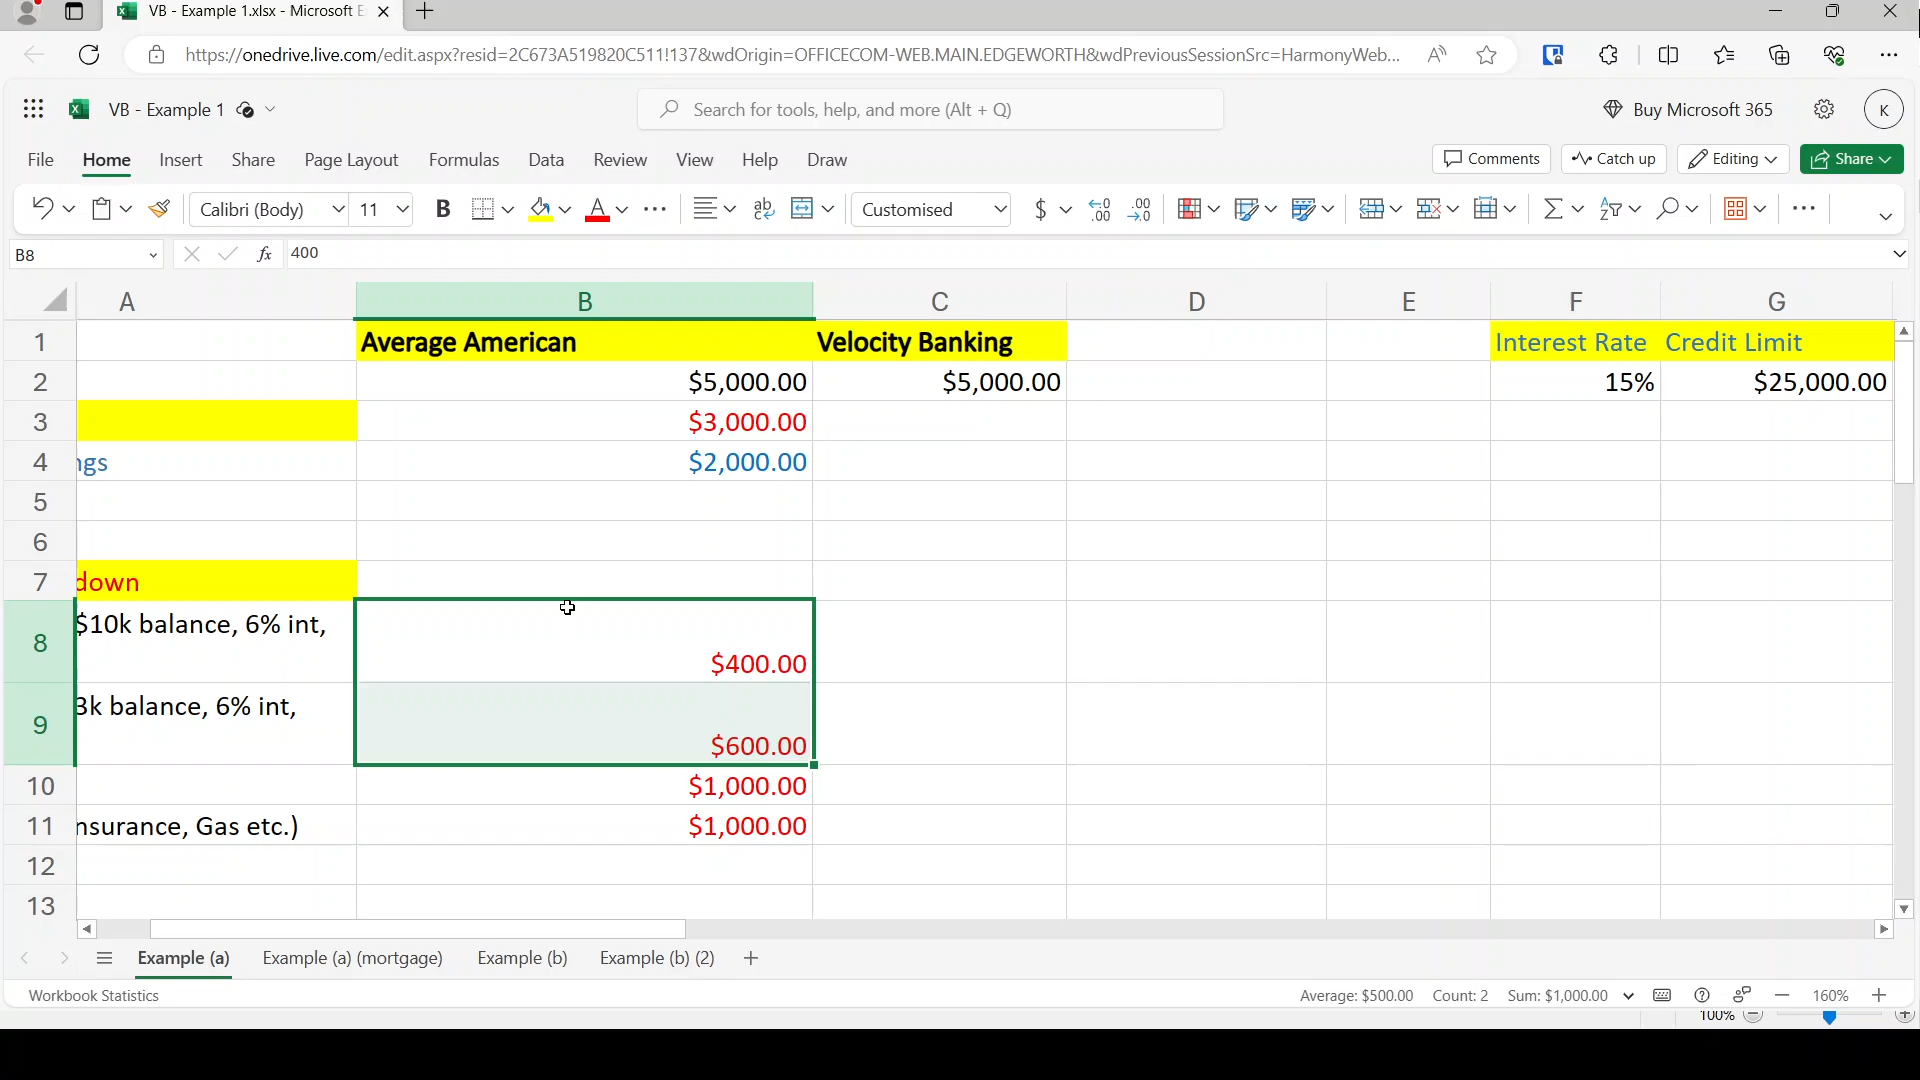 VB - Example 1.xlsx - Microsoft E
https://onedrive.live.com/edit.aspx?resid=2C673A519820C511!137&wdOrigin=OFFICECOM-WEB.MAIN.EDGEWORTH&wdPreviousSessionSrc=HarmonyWeb...
VB - Example 1
Search for tools, help, and more (Alt + Q)
Buy Microsoft 365
K
File Home Insert Share Page Layout Formulas Data Review View Help Draw
Comments Catch up Editing Share
Calibri (Body) 11 B A ab Customised $
B8 fx 400
A B C D E F G
1 Average American Velocity Banking Interest Rate Credit Limit
2 $5,000.00 $5,000.00 15% $25,000.00
3 $3,000.00
4 ngs $2,000.00
5
6
7 down
8 $10k balance, 6% int, $400.00
9 3k balance, 6% int, $600.00
10 $1,000.00
11 nsurance, Gas etc.) $1,000.00
12
13
Example (a) Example (a) (mortgage) Example (b) Example (b) (2)
Workbook Statistics Average: $500.00 Count: 2 Sum: $1,000.00 160%
100%